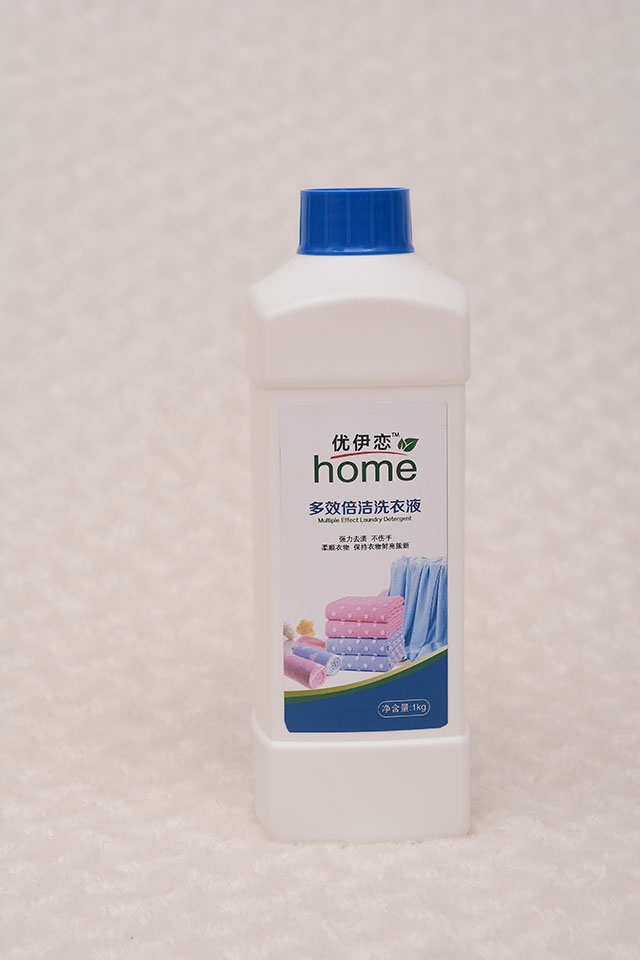 优伊恋™
home
多效倍洁洗衣液
Multiple Effect Laundry Detergent
强力去渍 不伤手
柔顺衣物 保持衣物鲜亮簇新
净含量:1kg